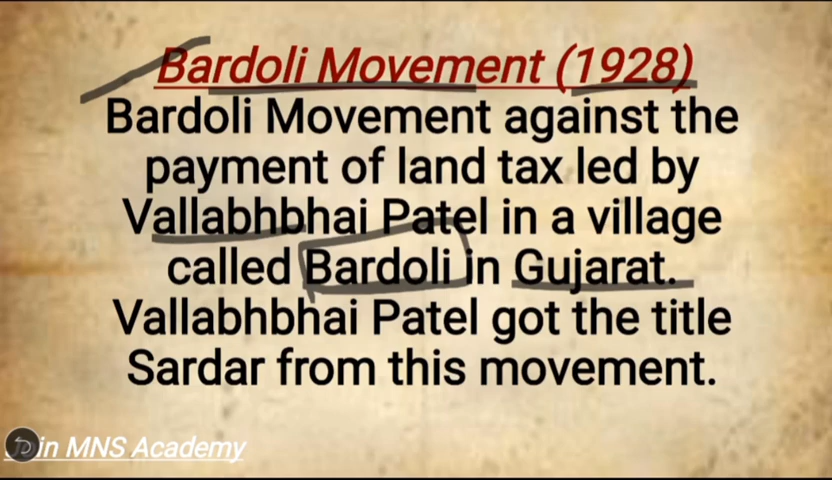 Bardoli Movement (1928)
Bardoli Movement against the
payment of land tax led by
Vallabhbhai Patel in a village
called Bardoli in Gujarat.
Vallabhbhai Patel got the title
Sardar from this movement.
in MNS Academy